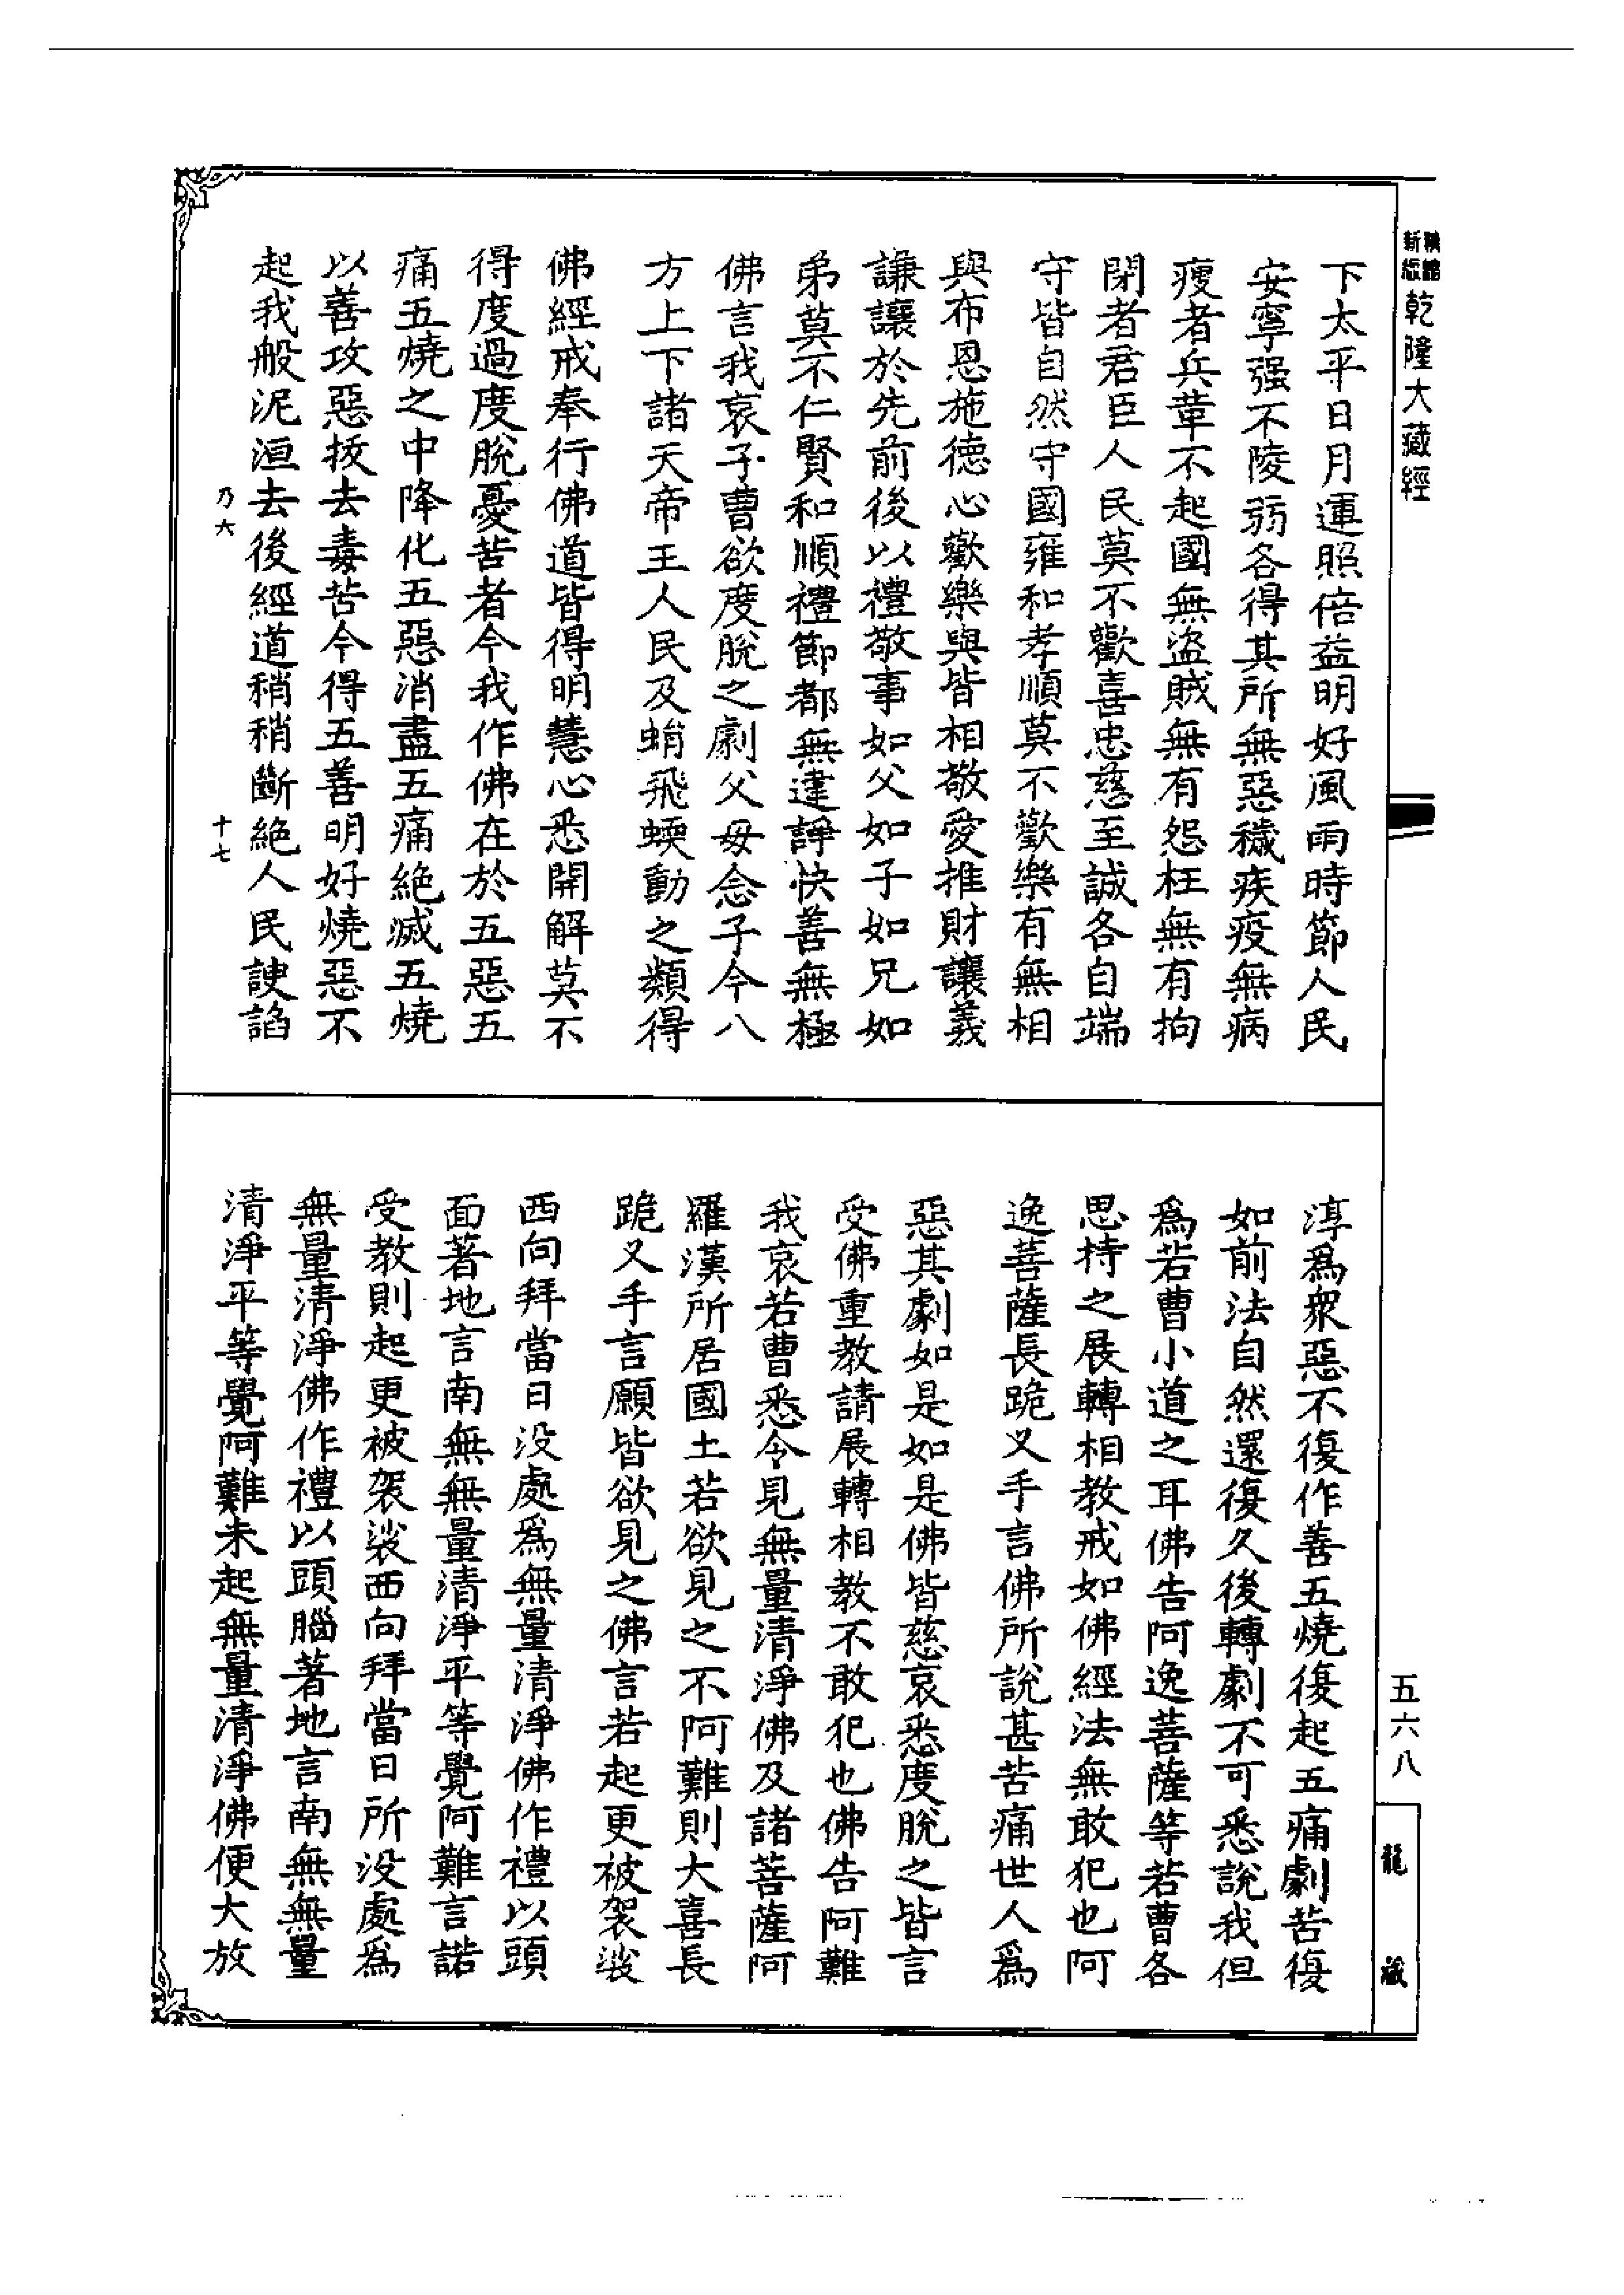 新版
乾隆大藏經
下太平日月運照倍益明好風雨時節人民
安寧强不陵弱各得其所無惡穢疾疫無病
瘦者兵革不起國無盜賊無有怨枉無有拘
閉者君臣人民莫不歡喜忠慈至誠各自端
守皆自然守國雍和孝順莫不歡樂有無相
與布恩施德心歡樂與皆相敬愛推財讓義
謙讓於先前後以禮敬事如父如子如兄如
弟莫不仁賢和順禮節都無違諍快善無極
佛言我哀子曹欲度脫之劇父母念子今八
方上下諸天帝王人民及蜎飛蝡動之類得
佛經戒奉行佛道皆得明慧心悉開解莫不
得度過度脫憂苦者今我作佛在於五惡五
痛五燒之中降化五惡消盡五痛絕滅五燒
以善攻惡拔去毒苦令得五善明好燒惡不
起我般泥洹去後經道稍稍斷絕人民諛諂
乃六
十七
淳爲衆惡不復作善五燒復起五痛劇苦復
如前法自然還復久後轉劇不可悉說我但
爲若曹小道之耳佛告阿逸菩薩等若曹各
思持之展轉相教戒如佛經法無敢犯也阿
逸菩薩長跪叉手言佛所說甚苦痛世人爲
惡其劇如是如是佛皆慈哀悉度脫之皆言
受佛重教請展轉相教不敢犯也佛告阿難
我哀若曹悉令見無量清淨佛及諸菩薩阿
羅漢所居國土若欲見之不阿難則大喜長
跪叉手言願皆欲見之佛言若起更被袈裟
西向拜當日没處爲無量清淨佛作禮以頭
面著地言南無無量清淨平等覺阿難言諾
受教則起更被袈裟西向拜當日所没處爲
無量清淨佛作禮以頭腦著地言南無無量
清淨平等覺阿難未起無量清淨佛便大放
五六八
龍藏